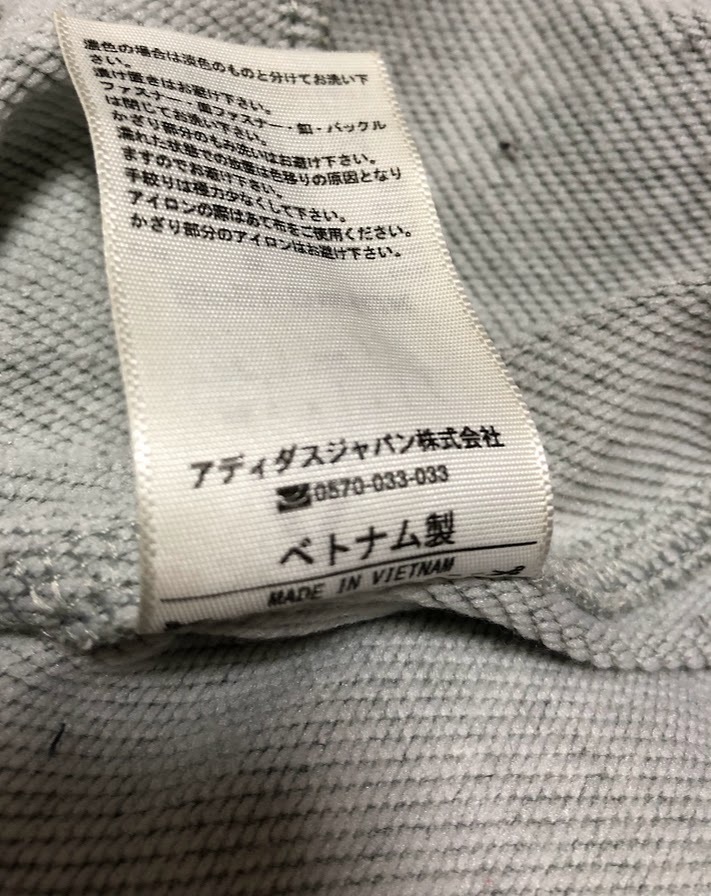 濃色の場合は淡色のものと分けてお洗い下
さい。
漬け置きはお避け下さい。
ファスナー・面ファスナー・釦・バックル
は閉じてお洗い下さい。
かざり部分のもみ洗いはお避け下さい。
濡れた状態での放置は色移りの原因となり
ますのでお避け下さい。
手絞りは極力少なくして下さい。
アイロンの際はあて布をご使用ください。
かざり部分のアイロンはお避け下さい。
アディダスジャパン株式会社
☎0570-033-033
ベトナム製
MADE IN VIETNAM